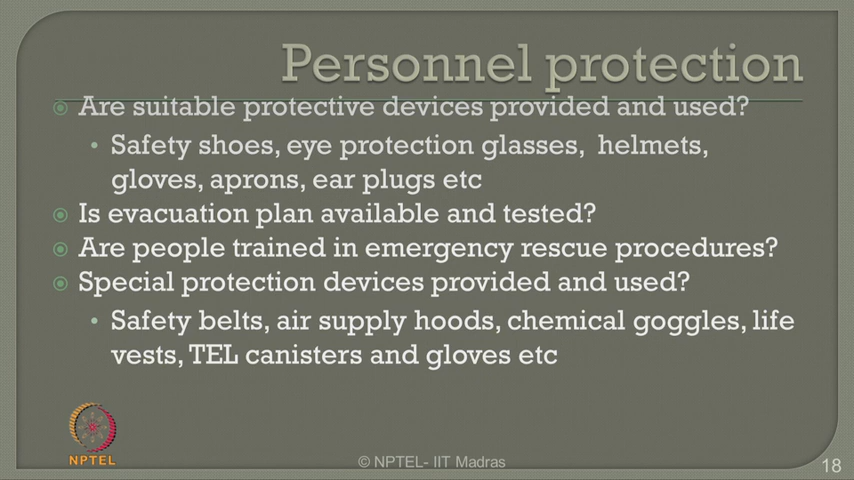 Personnel protection
Are suitable protective devices provided and used?
Safety shoes, eye protection glasses, helmets,
gloves, aprons, ear plugs etc
Is evacuation plan available and tested?
Are people trained in emergency rescue procedures?
Special protection devices provided and used?
Safety belts, air supply hoods, chemical goggles, life
vests, TEL canisters and gloves etc
NPTEL
© NPTEL- IIT Madras
18